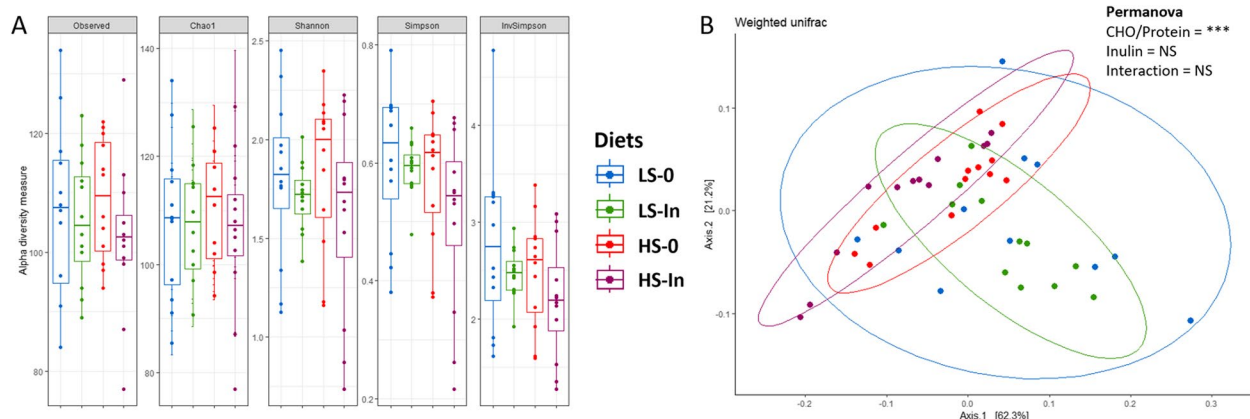 A
Observed
Chao1
Shannon
Simpson
InvSimpson
Alpha diversity measure
120
100
80
140
120
100
80
2.5
2.0
1.5
1.0
0.8
0.6
0.4
0.2
4
3
2
Diets
LS-0
LS-In
HS-0
HS-In
B
Weighted unifrac
Permanova
CHO/Protein = ***
Inulin = NS
Interaction = NS
Axis.2 [21.2%]
0.1
0.0
-0.1
-0.2
-0.1
0.0
0.1
0.2
0.3
Axis.1 [62.3%]